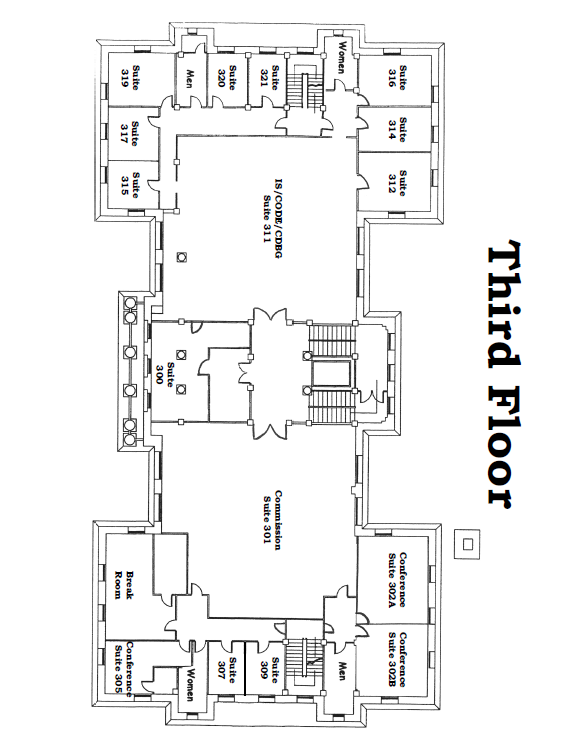 Third Floor
Suite
316
Suite
314
Suite
312
Women
Suite
321
Suite
320
Men
Suite
319
Suite
317
Suite
315
IS/CODE/CDBG
Suite 311
Suite
300
Commission
Suite 301
Conference
Suite 302A
Conference
Suite 302B
Men
Suite
309
Suite
307
Women
Break
Room
Conference
Suite 305